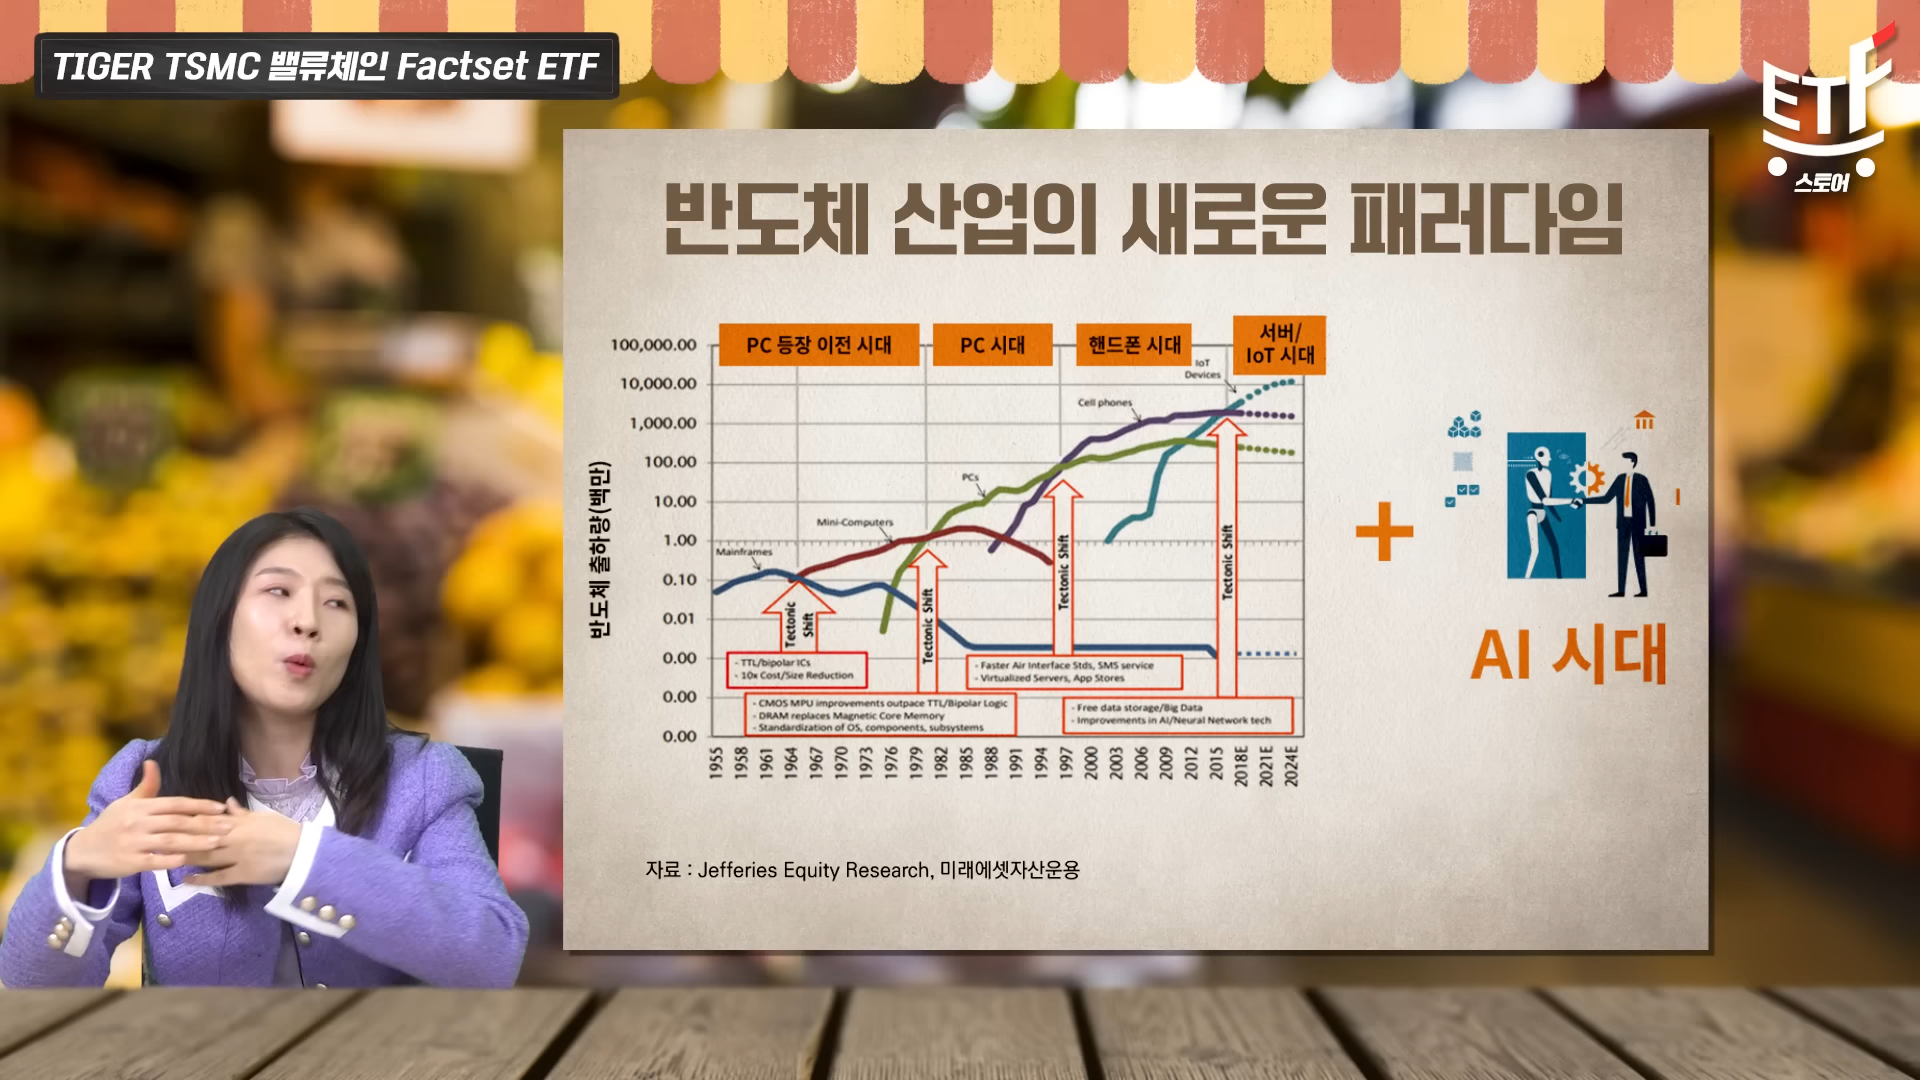 TIGER TSMC 밸류체인 Factset ETF
ETF
스토어
반도체 산업의 새로운 패러다임
PC 등장 이전 시대
PC 시대
핸드폰 시대
서버/
IoT 시대
반도체 출하량(백만)
100,000.00
10,000.00
1,000.00
100.00
10.00
1.00
0.10
0.01
0.00
0.00
0.00
IoT
Devices
Cell phones
PCs
Mini-Computers
Mainframes
Tectonic
Shift
Tectonic Shift
Tectonic Shift
Tectonic Shift
- TTL/bipolar ICs
- 10x Cost/Size Reduction
- Faster Air Interface Stds, SMS service
- Virtualized Servers, App Stores
- CMOS MPU improvements outpace TTL/Bipolar Logic
- DRAM replaces Magnetic Core Memory
- Standardization of OS, components, subsystems
- Free data storage/Big Data
- Improvements in AI/Neural Network tech
1955 1958 1961 1964 1967 1970 1973 1976 1979 1982 1985 1988 1991 1994 1997 2000 2003 2006 2009 2012 2015 2018E 2021E 2024E
+
AI 시대
자료 : Jefferies Equity Research, 미래에셋자산운용